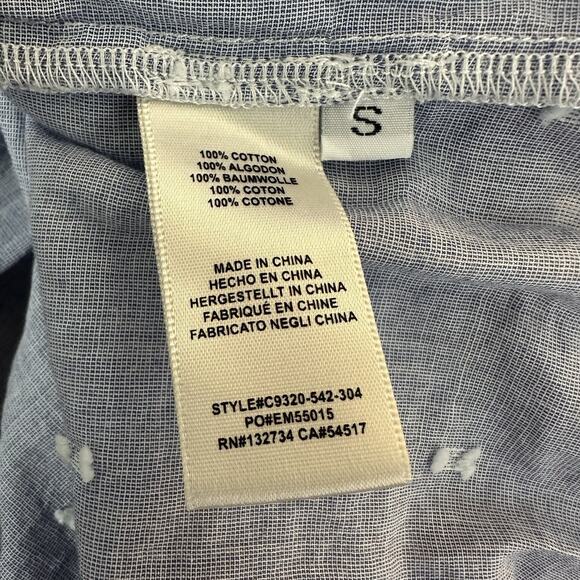 S
100% COTTON
100% ALGODON
100% BAUMWOLLE
100% COTON
100% COTONE
MADE IN CHINA
HECHO EN CHINA
HERGESTELLT IN CHINA
FABRIQUÉ EN CHINE
FABRICATO NEGLI CHINA
STYLE#C9320-542-304
PO#EM55015
RN#132734 CA#54517